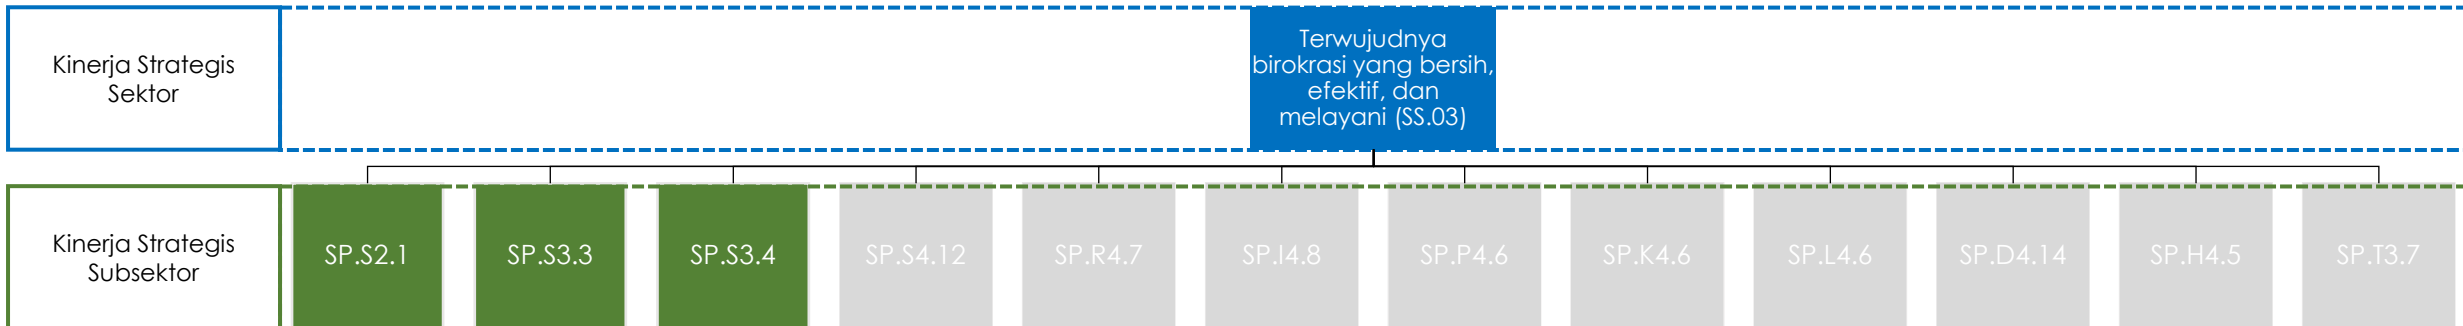 Kinerja Strategis
Sektor
Terwujudnya
birokrasi yang bersih,
efektif, dan
melayani (SS.03)
Kinerja Strategis
Subsektor
SP.S2.1
SP.S3.3
SP.S3.4
SP.S4.12
SP.R4.7
SP.I4.8
SP.P4.6
SP.K4.6
SP.L4.6
SP.D4.14
SP.H4.5
SP.T3.7